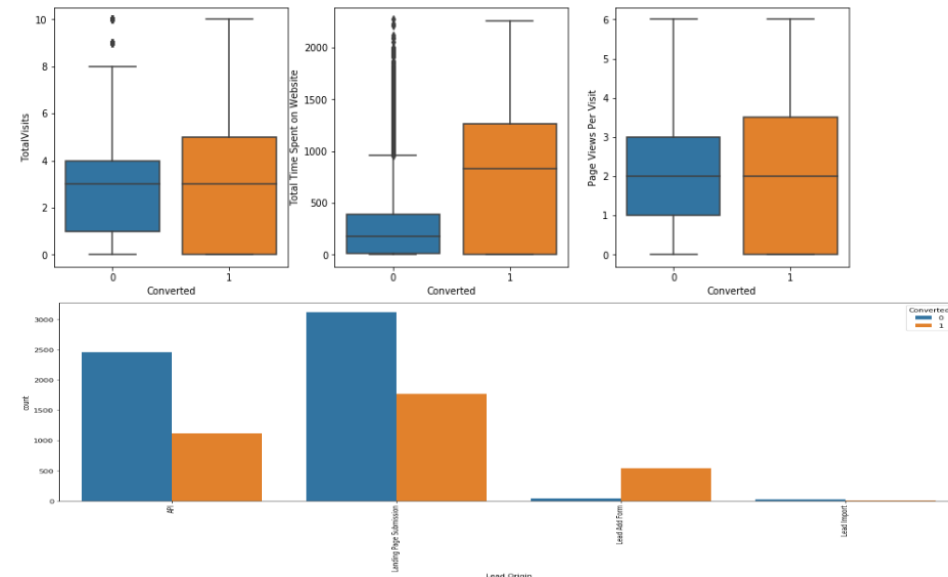 TotalVisits
10
8
6
4
2
0
0 1
Converted
Total Time Spent on Website
2000
1500
1000
500
0
0 1
Converted
Page Views Per Visit
6
5
4
3
2
1
0
0 1
Converted
count
3000
2500
2000
1500
1000
500
0
Converted
0
1
API
Landing Page Submission
Lead Add Form
Lead Import
Lead Origin